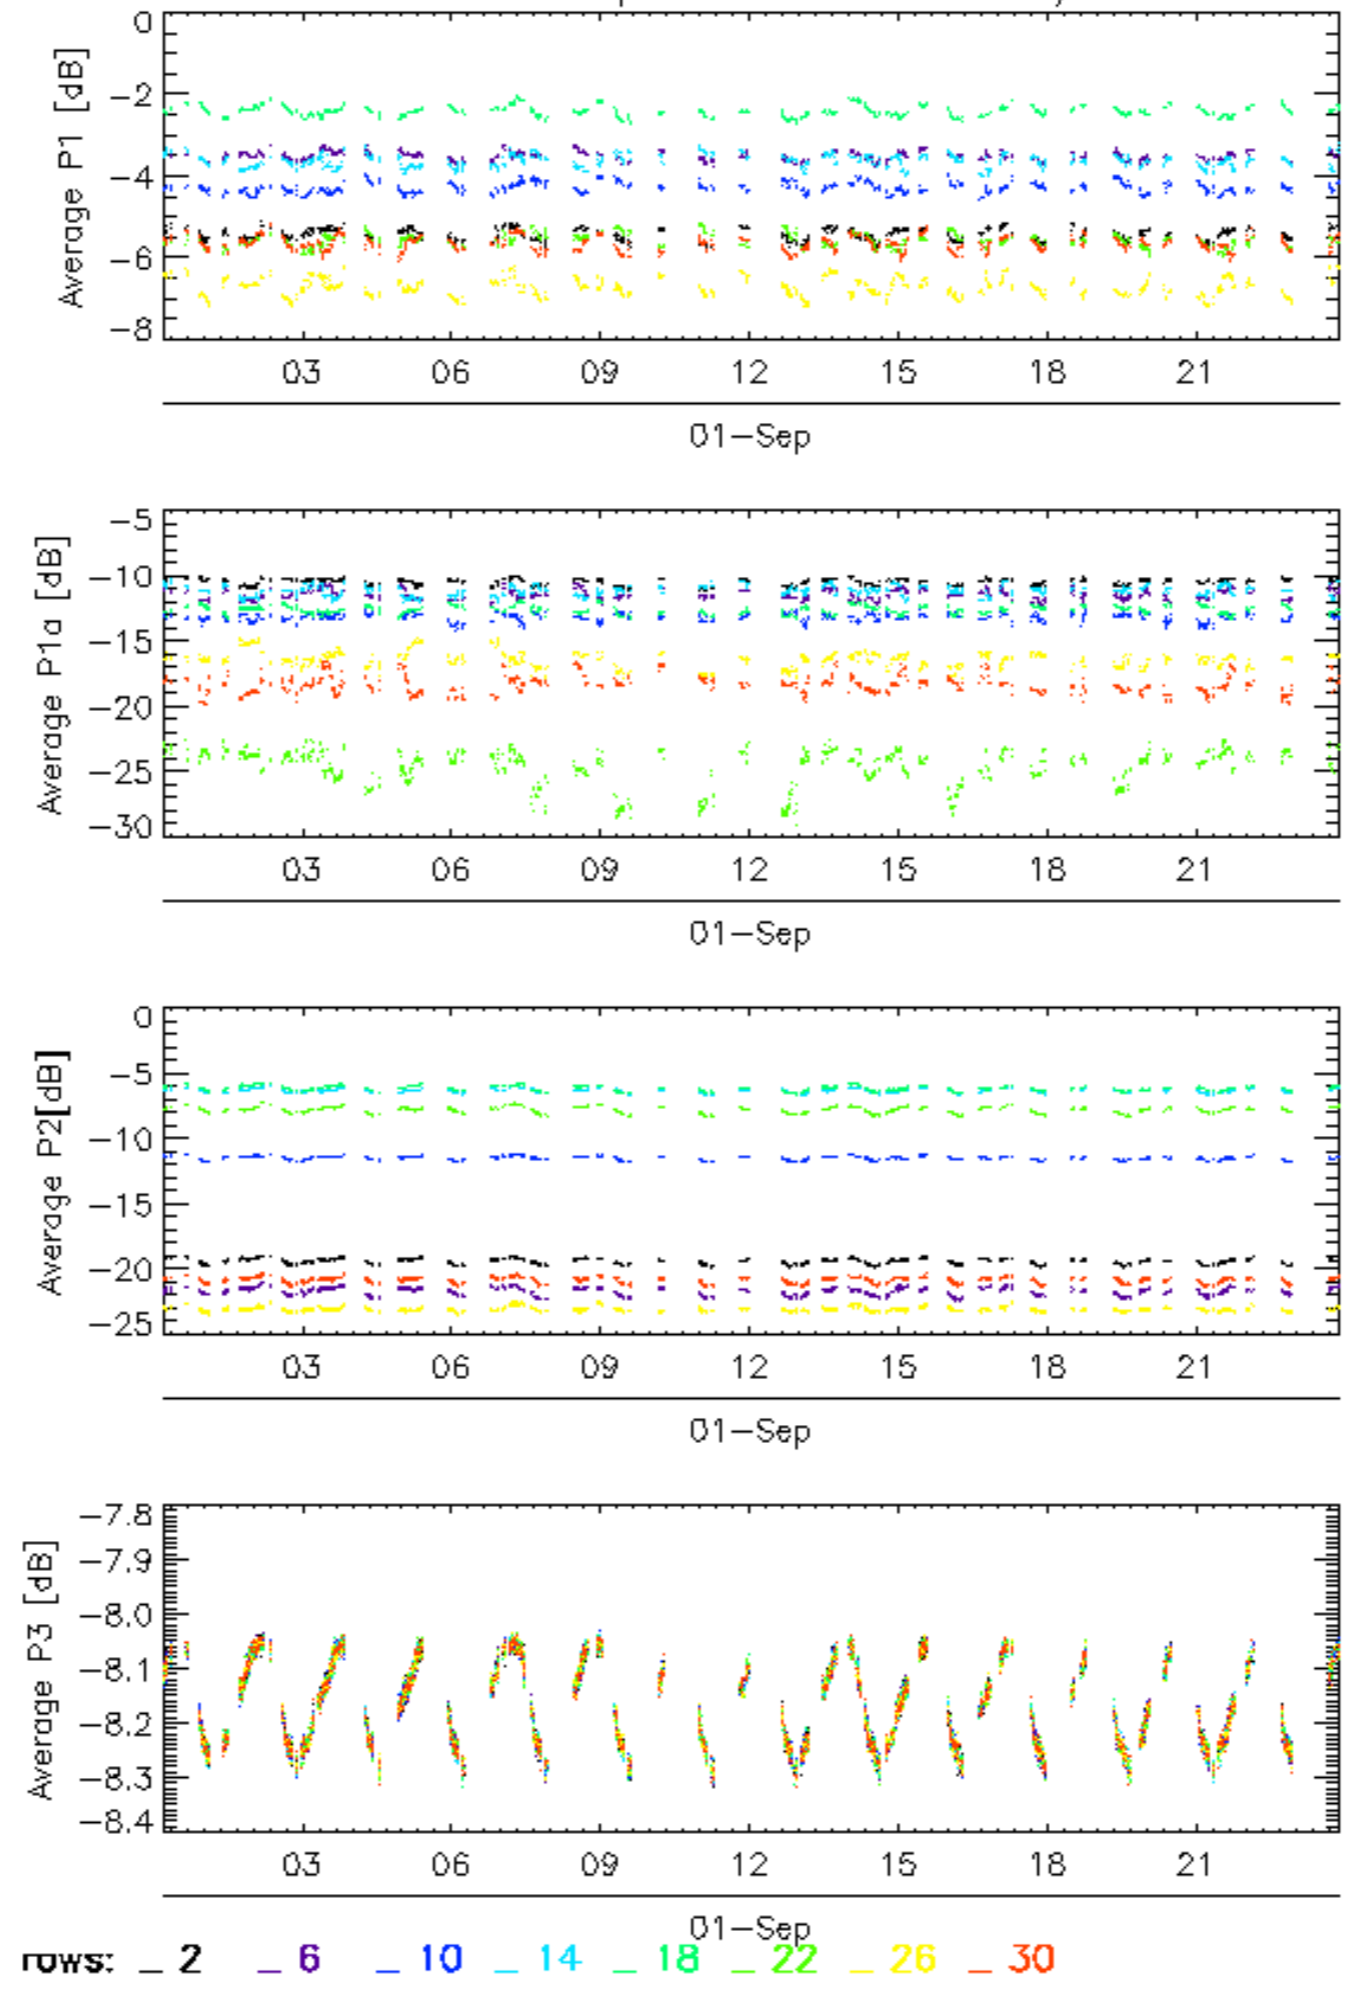 0
−2
−4
−6
−8
Average P1 [dB]
03 06 09 12 15 18 21
01−Sep
−5
−10
−15
−20
−25
−30
Average P1a [dB]
03 06 09 12 15 18 21
01−Sep
0
−5
−10
−15
−20
−25
Average P2[dB]
03 06 09 12 15 18 21
01−Sep
−7.8
−7.9
−8.0
−8.1
−8.2
−8.3
−8.4
Average P3 [dB]
03 06 09 12 15 18 21
01−Sep
rows: _ 2 _ 6 _ 10 _ 14 _ 18 _ 22 _ 26 _ 30